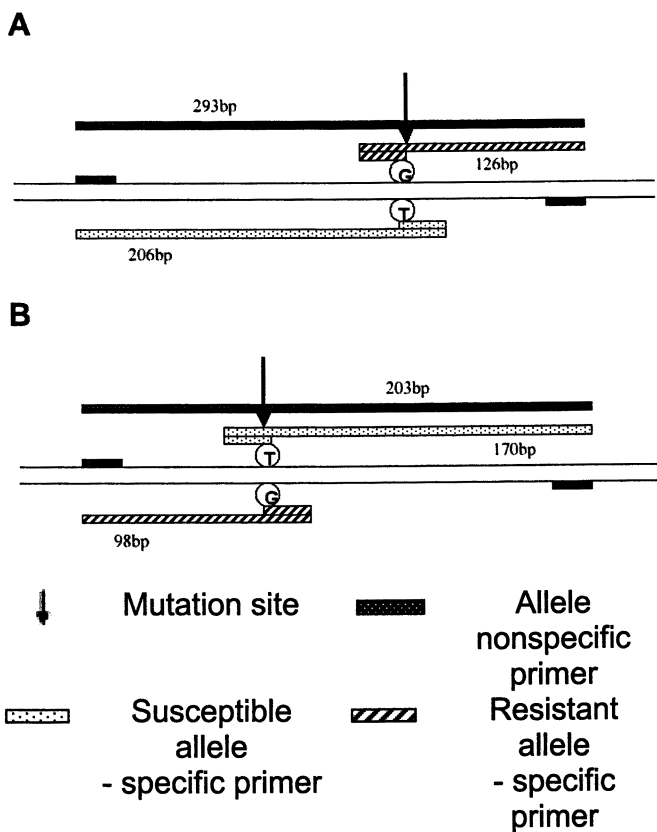 A
293bp
126bp
G
T
206bp
B
203bp
170bp
T
G
98bp
Mutation site
Allele
nonspecific
primer
Susceptible
allele
- specific primer
Resistant
allele
- specific
primer